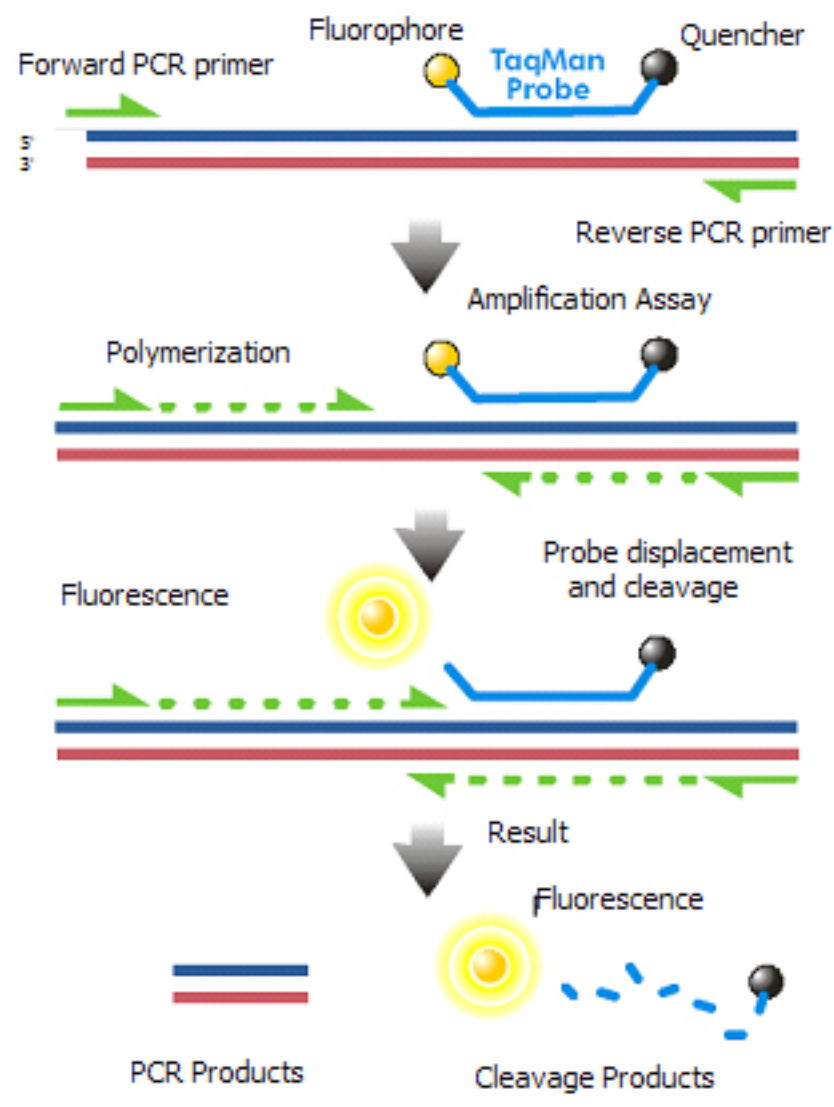 Fluorophore
Quencher
TaqMan
Probe
Forward PCR primer
5'
3'
Reverse PCR primer
Amplification Assay
Polymerization
Probe displacement
and cleavage
Fluorescence
Result
Fluorescence
PCR Products
Cleavage Products